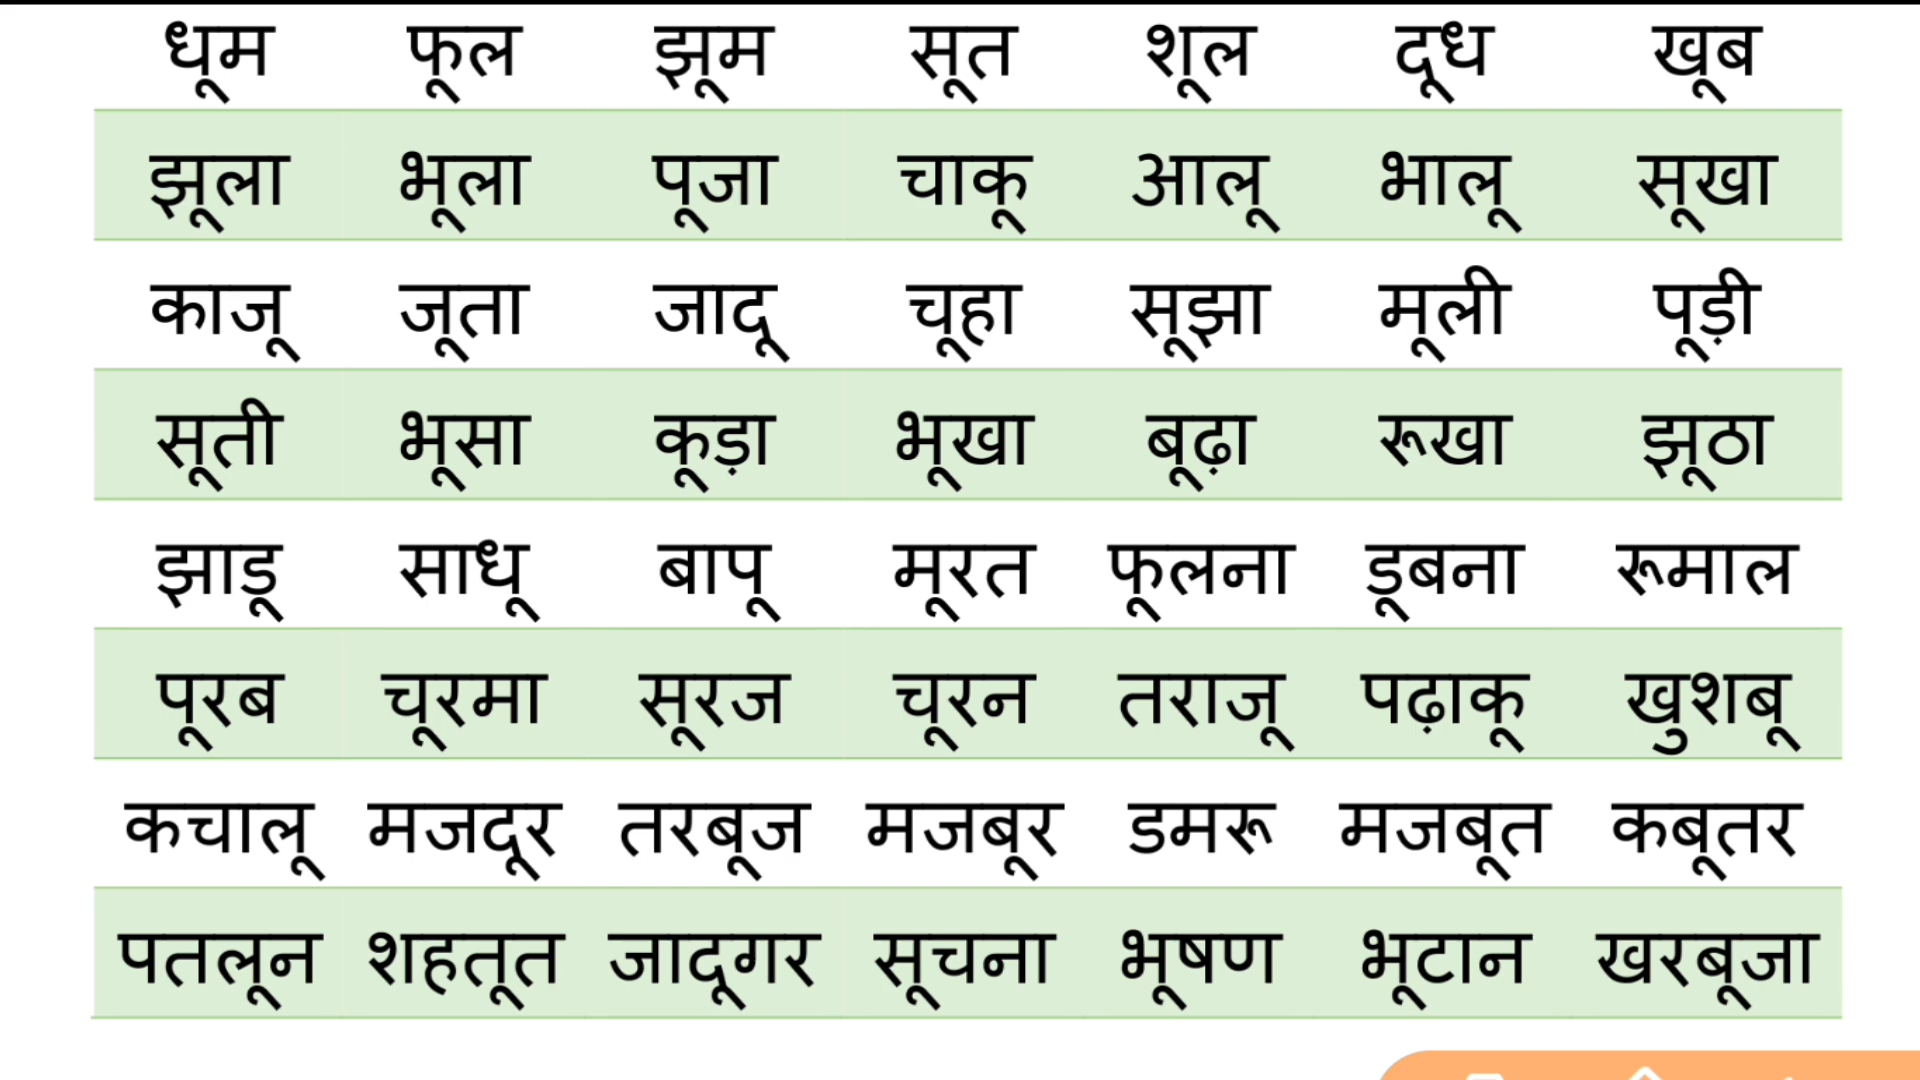 धूम फूल झूम सूत शूल दूध खूब
झूला भूला पूजा चाकू आलू भालू सूखा
काजू जूता जादू चूहा सूझा मूली पूड़ी
सूती भूसा कूड़ा भूखा बूढ़ा रूखा झूठा
झाडू साधू बापू मूरत फूलना डूबना रूमाल
पूरब चूरमा सूरज चूरन तराजू पढ़ाकू खुशबू
कचालू मजदूर तरबूज मजबूर डमरू मजबूत कबूतर
पतलून शहतूत जादूगर सूचना भूषण भूटान खरबूजा